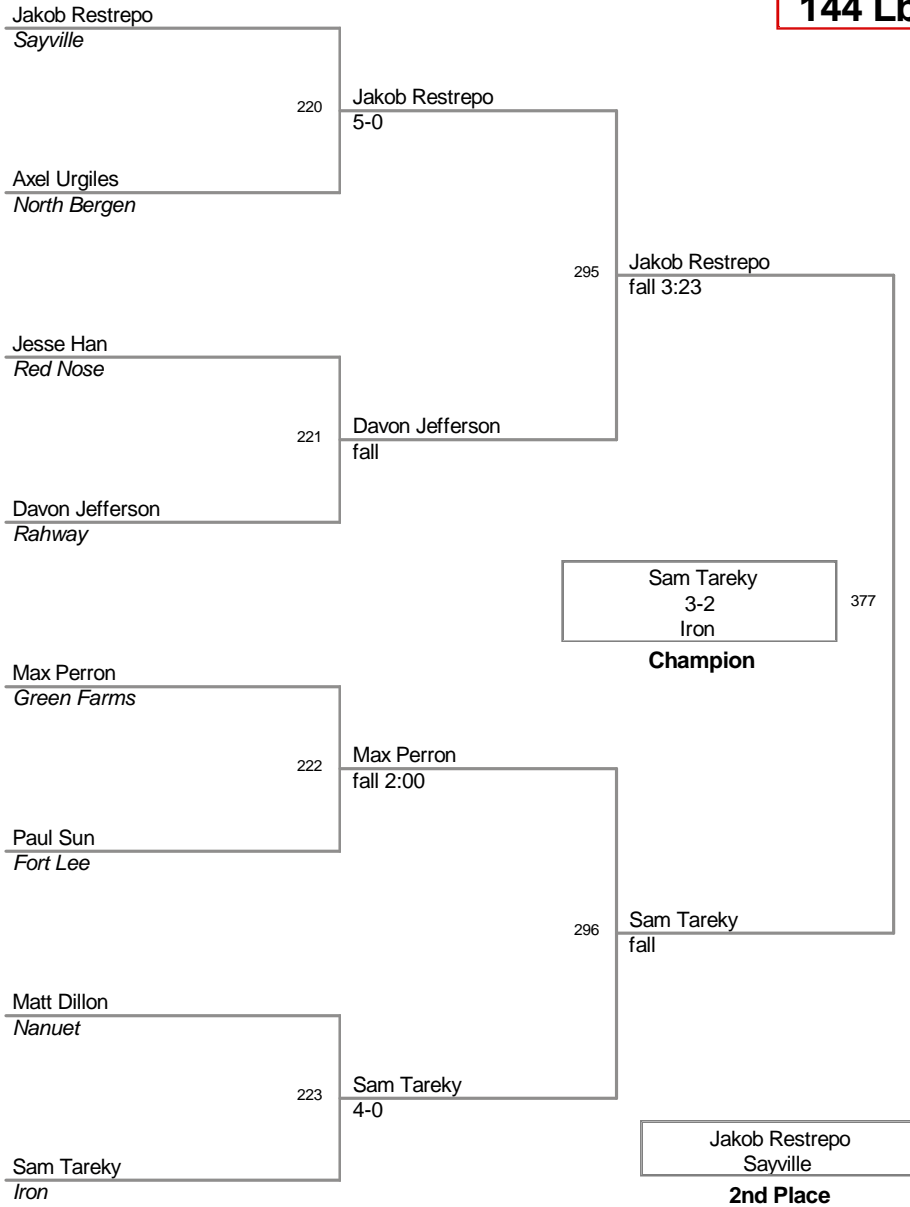 144 Lb
Jakob Restrepo
Sayville
220
Jakob Restrepo
5-0
Axel Urgiles
North Bergen
295
Jakob Restrepo
fall 3:23
Jesse Han
Red Nose
221
Davon Jefferson
fall
Davon Jefferson
Rahway
Sam Tareky
3-2
Iron
377
Champion
Max Perron
Green Farms
222
Max Perron
fall 2:00
Paul Sun
Fort Lee
296
Sam Tareky
fall
Matt Dillon
Nanuet
223
Sam Tareky
4-0
Sam Tareky
Iron
Jakob Restrepo
Sayville
2nd Place